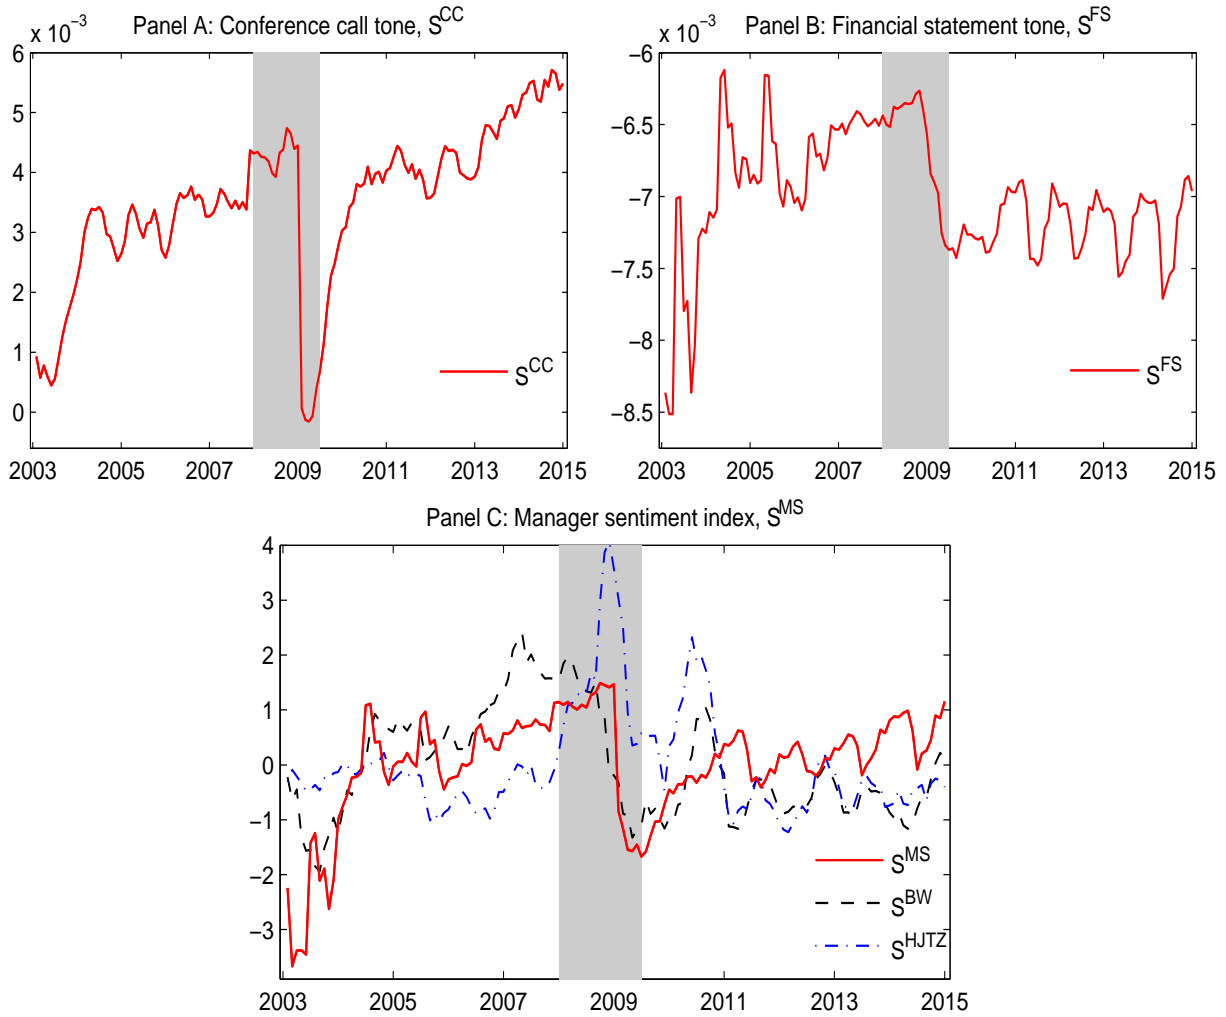 Panel A: Conference call tone, S^CC
x 10^−3
6
5
4
3
2
1
0
S^CC
2003 2005 2007 2009 2011 2013 2015
Panel B: Financial statement tone, S^FS
x 10^−3
−6
−6.5
−7
−7.5
−8
−8.5
S^FS
2003 2005 2007 2009 2011 2013 2015
Panel C: Manager sentiment index, S^MS
4
3
2
1
0
−1
−2
−3
S^MS
S^BW
S^HJTZ
2003 2005 2007 2009 2011 2013 2015